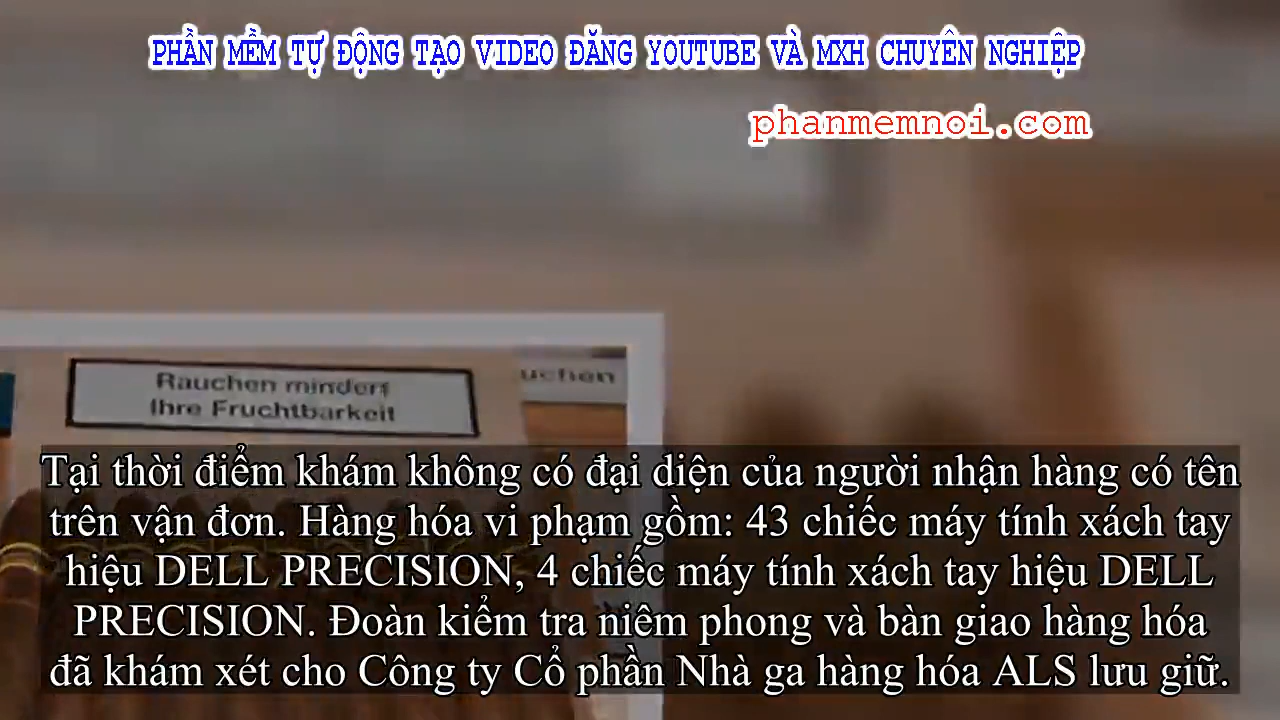 PHẦN MỀM TỰ ĐỘNG TẠO VIDEO ĐĂNG YOUTUBE VÀ MXH CHUYÊN NGHIỆP
phanmemnoi.com
Rauchen mindert
Ihre Fruchtbarkeit
uchen
Tại thời điểm khám không có đại diện của người nhận hàng có tên
trên vận đơn. Hàng hóa vi phạm gồm: 43 chiếc máy tính xách tay
hiệu DELL PRECISION, 4 chiếc máy tính xách tay hiệu DELL
PRECISION. Đoàn kiểm tra niêm phong và bàn giao hàng hóa
đã khám xét cho Công ty Cổ phần Nhà ga hàng hóa ALS lưu giữ.